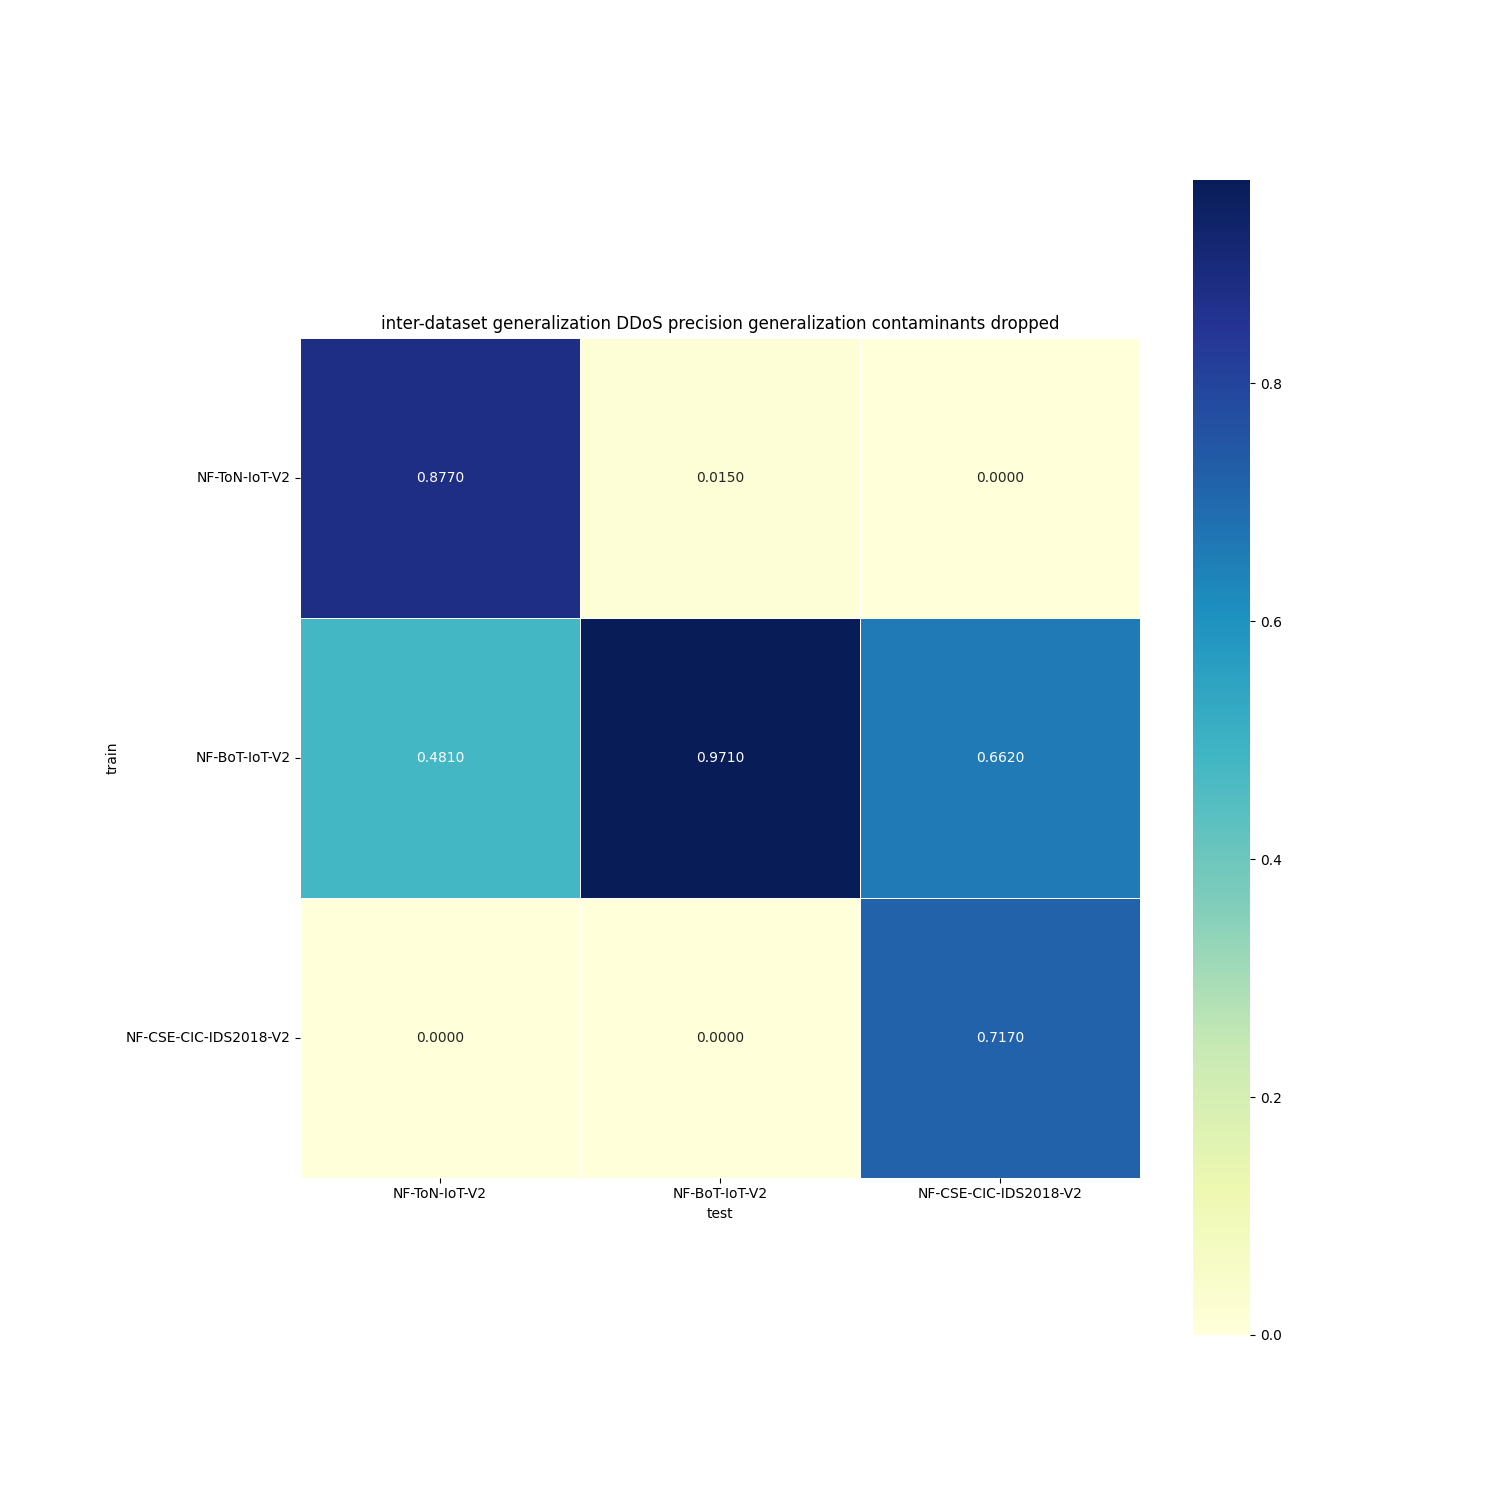 inter-dataset generalization DDoS precision generalization contaminants dropped
0.8
NF-ToN-IoT-V2 0.8770 0.0150 0.0000
0.6
train
NF-BoT-IoT-V2 0.4810 0.9710 0.6620
0.4
NF-CSE-CIC-IDS2018-V2 0.0000 0.0000 0.7170
0.2
NF-ToN-IoT-V2 NF-BoT-IoT-V2 NF-CSE-CIC-IDS2018-V2
test
0.0